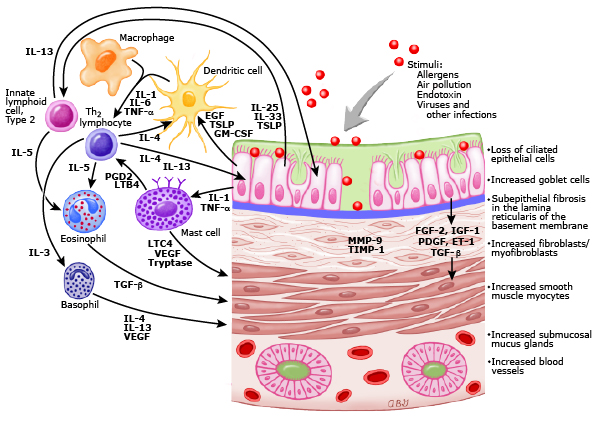 IL-13
Macrophage
Dendritic cell
Stimuli:
Allergens
Air pollution
Endotoxin
Viruses and
other infections
Innate
lymphoid
cell,
Type 2
Th2
lymphocyte
IL-1
IL-6
TNF-α
EGF
TSLP
GM-CSF
IL-25
IL-33
TSLP
IL-4
IL-4
IL-13
IL-5
IL-5
PGD2
LTB4
IL-1
TNF-α
Eosinophil
Mast cell
LTC4
VEGF
Tryptase
IL-3
Basophil
TGF-β
IL-4
IL-13
VEGF
MMP-9
TIMP-1
FGF-2, IGF-1
PDGF, ET-1
TGF-β
•Loss of ciliated
epithelial cells
•Increased goblet cells
•Subepithelial fibrosis
in the lamina
reticularis of the
basement membrane
•Increased fibroblasts/
myofibroblasts
•Increased smooth
muscle myocytes
•Increased submucosal
mucus glands
•Increased blood
vessels